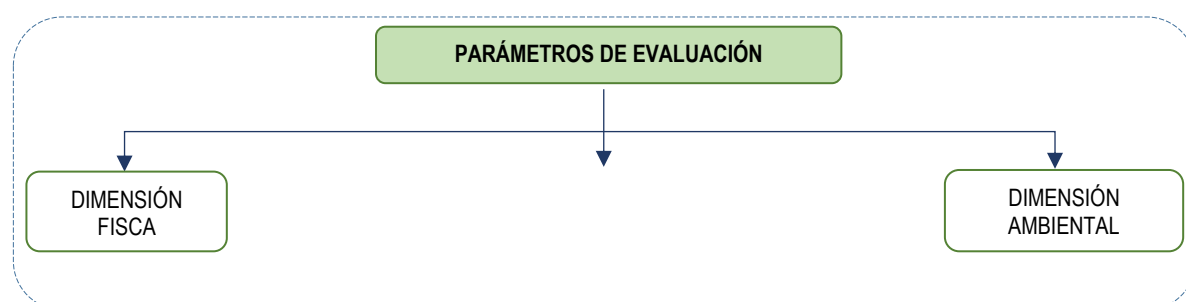 PARÁMETROS DE EVALUACIÓN
DIMENSIÓN
FISCA
DIMENSIÓN
AMBIENTAL